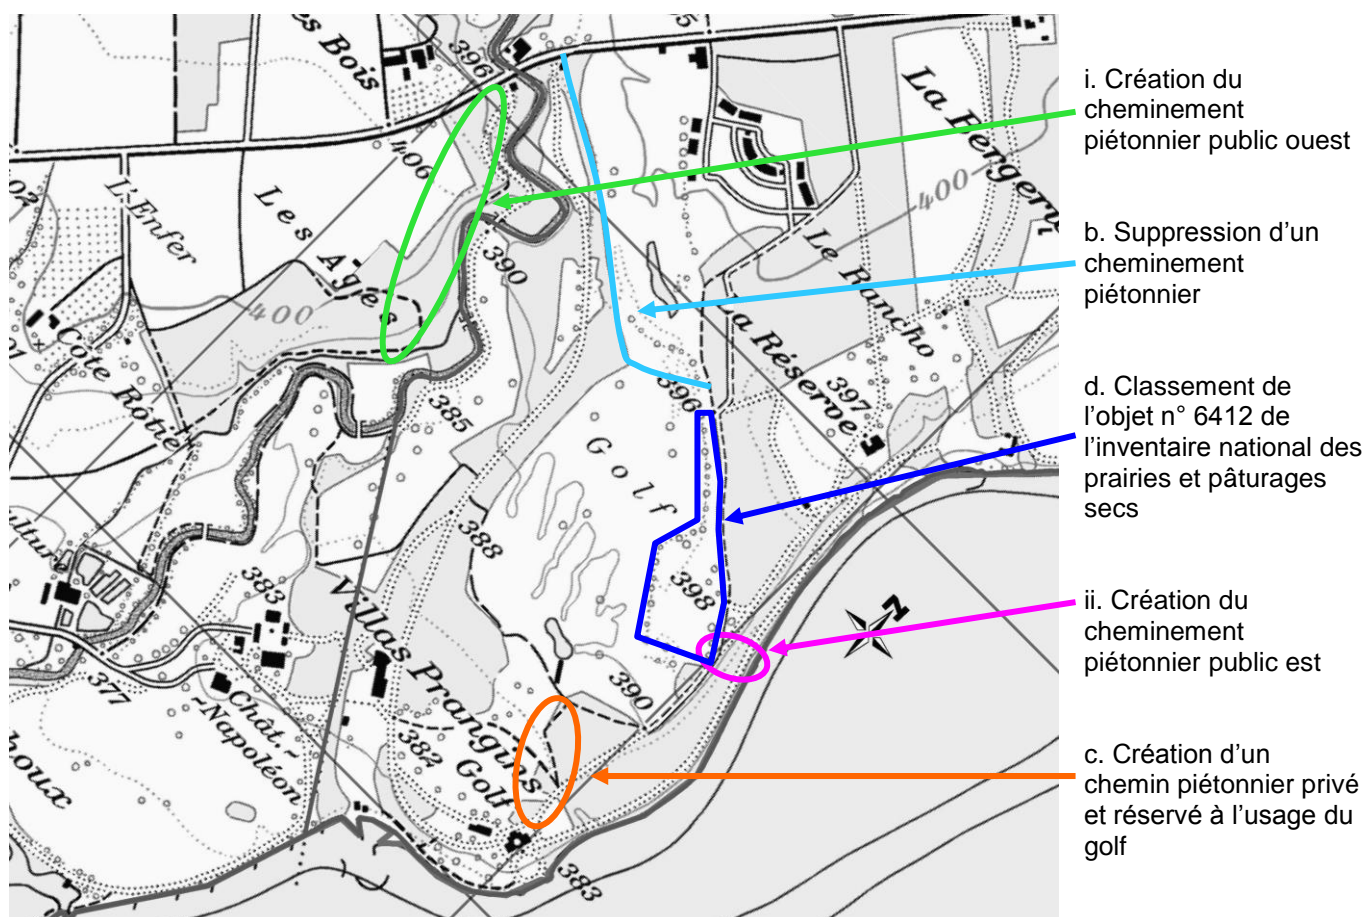 i. Création du
cheminement
piétonnier public ouest
b. Suppression d'un
cheminement
piétonnier
d. Classement de
l'objet n° 6412 de
l'inventaire national des
prairies et pâturages
secs
ii. Création du
cheminement
piétonnier public est
c. Création d'un
chemin piétonnier privé
et réservé à l'usage du
golf
es Bois
396
406
L'Enfer
Les Ages
400
390
Côte Rôtie
385
400
Le Rancho
La Réserve
397
396
Golf
388
398
390
383
Villas Prangins
Golf
382
377
Chât.
Napoléon
383
houx
N